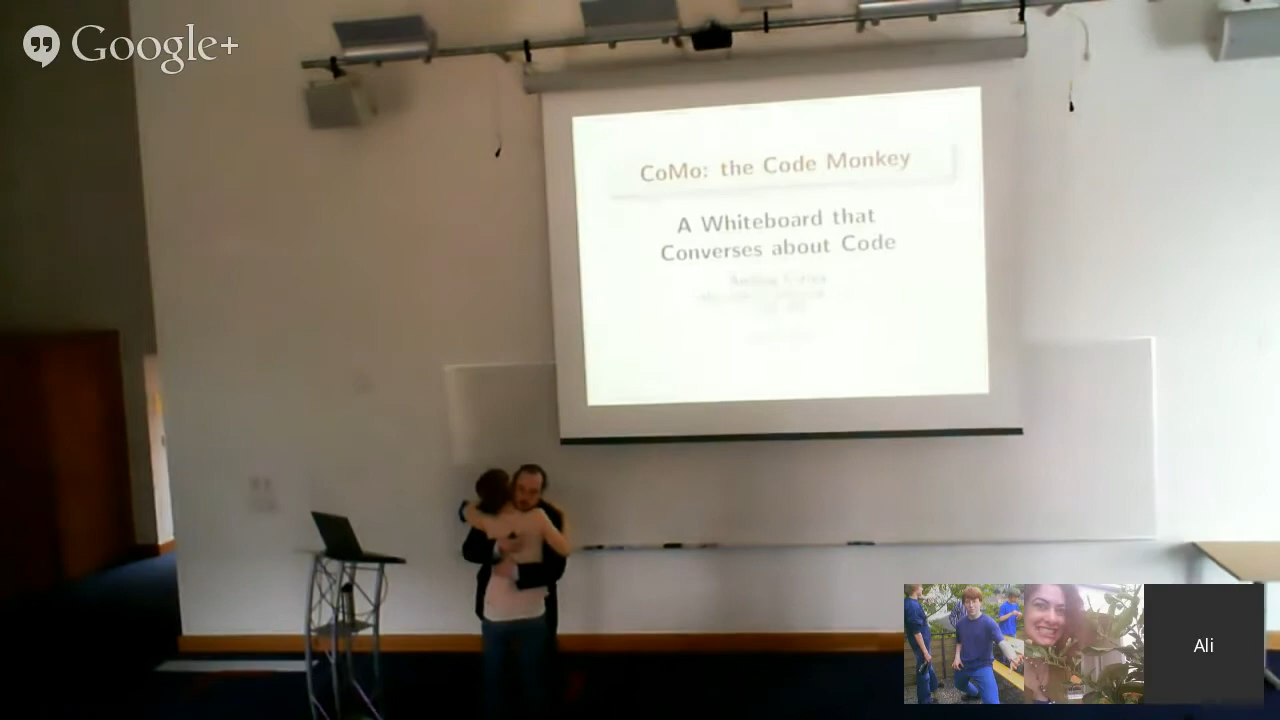 Google+
CoMo: the Code Monkey
A Whiteboard that
Converses about Code
Ali